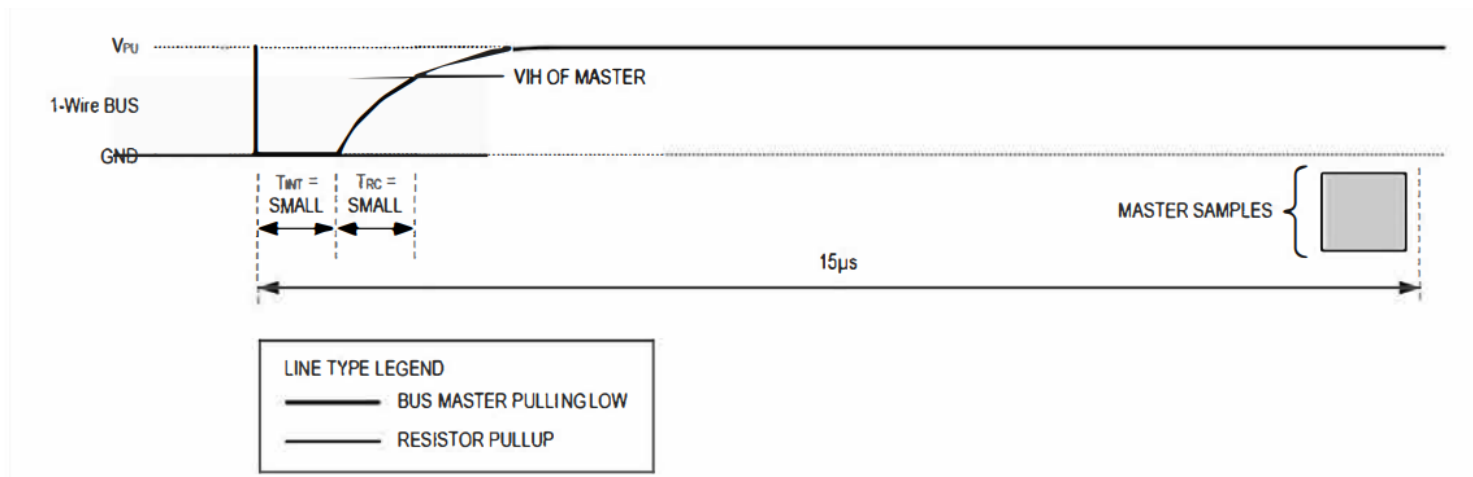 VPU
VIH OF MASTER
1-Wire BUS
GND
TINT =
SMALL
TRC =
SMALL
MASTER SAMPLES
15µs
LINE TYPE LEGEND
BUS MASTER PULLING LOW
RESISTOR PULLUP